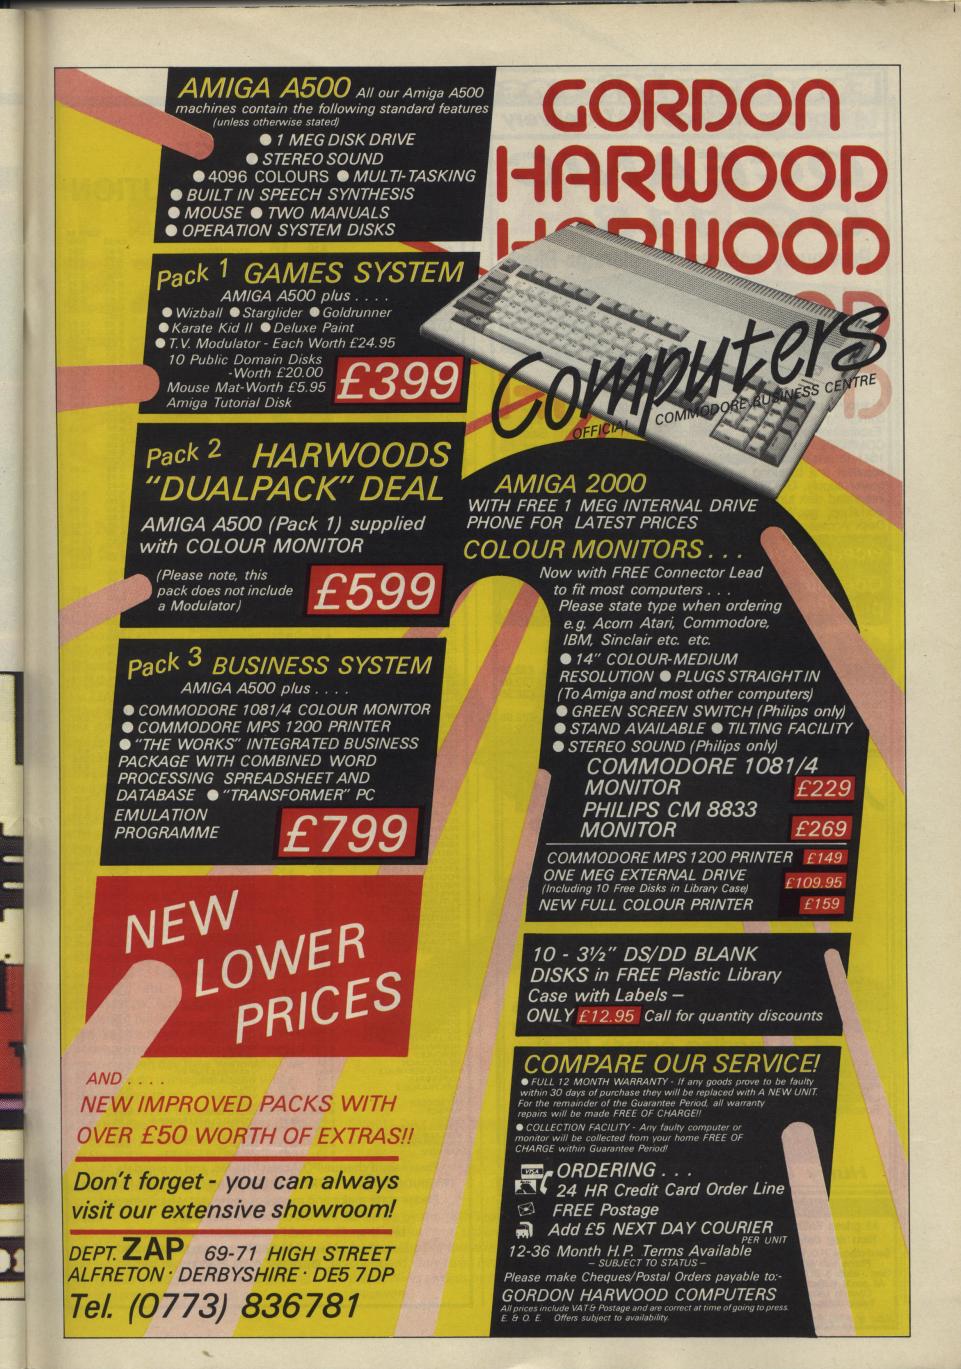 AMIGA A500 All our Amiga A500
machines contain the following standard features
(unless otherwise stated)
● 1 MEG DISK DRIVE
● STEREO SOUND
● 4096 COLOURS ● MULTI-TASKING
● BUILT IN SPEECH SYNTHESIS
● MOUSE ● TWO MANUALS
● OPERATION SYSTEM DISKS
Pack 1 GAMES SYSTEM
AMIGA A500 plus . . . .
● Wizball ● Starglider ● Goldrunner
● Karate Kid II ● Deluxe Paint
● T.V. Modulator - Each Worth £24.95
10 Public Domain Disks
-Worth £20.00
Mouse Mat-Worth £5.95
Amiga Tutorial Disk
£399
Pack 2 HARWOODS
"DUALPACK" DEAL
AMIGA A500 (Pack 1) supplied
with COLOUR MONITOR
(Please note, this
pack does not include
a Modulator)
£599
Pack 3 BUSINESS SYSTEM
AMIGA A500 plus . . . .
● COMMODORE 1081/4 COLOUR MONITOR
● COMMODORE MPS 1200 PRINTER
● "THE WORKS" INTEGRATED BUSINESS
PACKAGE WITH COMBINED WORD
PROCESSING SPREADSHEET AND
DATABASE ● "TRANSFORMER" PC
EMULATION
PROGRAMME
£799
NEW
LOWER
PRICES
AND . . . .
NEW IMPROVED PACKS WITH
OVER £50 WORTH OF EXTRAS!!
Don't forget - you can always
visit our extensive showroom!
DEPT. ZAP 69-71 HIGH STREET
ALFRETON · DERBYSHIRE · DE5 7DP
Tel. (0773) 836781
GORDON
HARWOOD
HARWOOD
Computers
OFFICIAL COMMODORE BUSINESS CENTRE
AMIGA 2000
WITH FREE 1 MEG INTERNAL DRIVE
PHONE FOR LATEST PRICES
COLOUR MONITORS . . .
Now with FREE Connector Lead
to fit most computers . . .
Please state type when ordering
e.g. Acorn Atari, Commodore,
IBM, Sinclair etc. etc.
● 14" COLOUR-MEDIUM
RESOLUTION ● PLUGS STRAIGHT IN
(To Amiga and most other computers)
● GREEN SCREEN SWITCH (Philips only)
● STAND AVAILABLE ● TILTING FACILITY
● STEREO SOUND (Philips only)
COMMODORE 1081/4
MONITOR £229
PHILIPS CM 8833
MONITOR £269
COMMODORE MPS 1200 PRINTER £149
ONE MEG EXTERNAL DRIVE £109.95
(Including 10 Free Disks in Library Case)
NEW FULL COLOUR PRINTER £159
10 - 3½" DS/DD BLANK
DISKS in FREE Plastic Library
Case with Labels –
ONLY £12.95 Call for quantity discounts
COMPARE OUR SERVICE!
● FULL 12 MONTH WARRANTY - If any goods prove to be faulty
within 30 days of purchase they will be replaced with A NEW UNIT.
For the remainder of the Guarantee Period, all warranty
repairs will be made FREE OF CHARGE!!
● COLLECTION FACILITY - Any faulty computer or
monitor will be collected from your home FREE OF
CHARGE within Guarantee Period!
VISA
ORDERING . . .
24 HR Credit Card Order Line
FREE Postage
Add £5 NEXT DAY COURIER
PER UNIT
12-36 Month H.P. Terms Available
– SUBJECT TO STATUS –
Please make Cheques/Postal Orders payable to:-
GORDON HARWOOD COMPUTERS
All prices include VAT & Postage and are correct at time of going to press.
E. & O. E. Offers subject to availability.